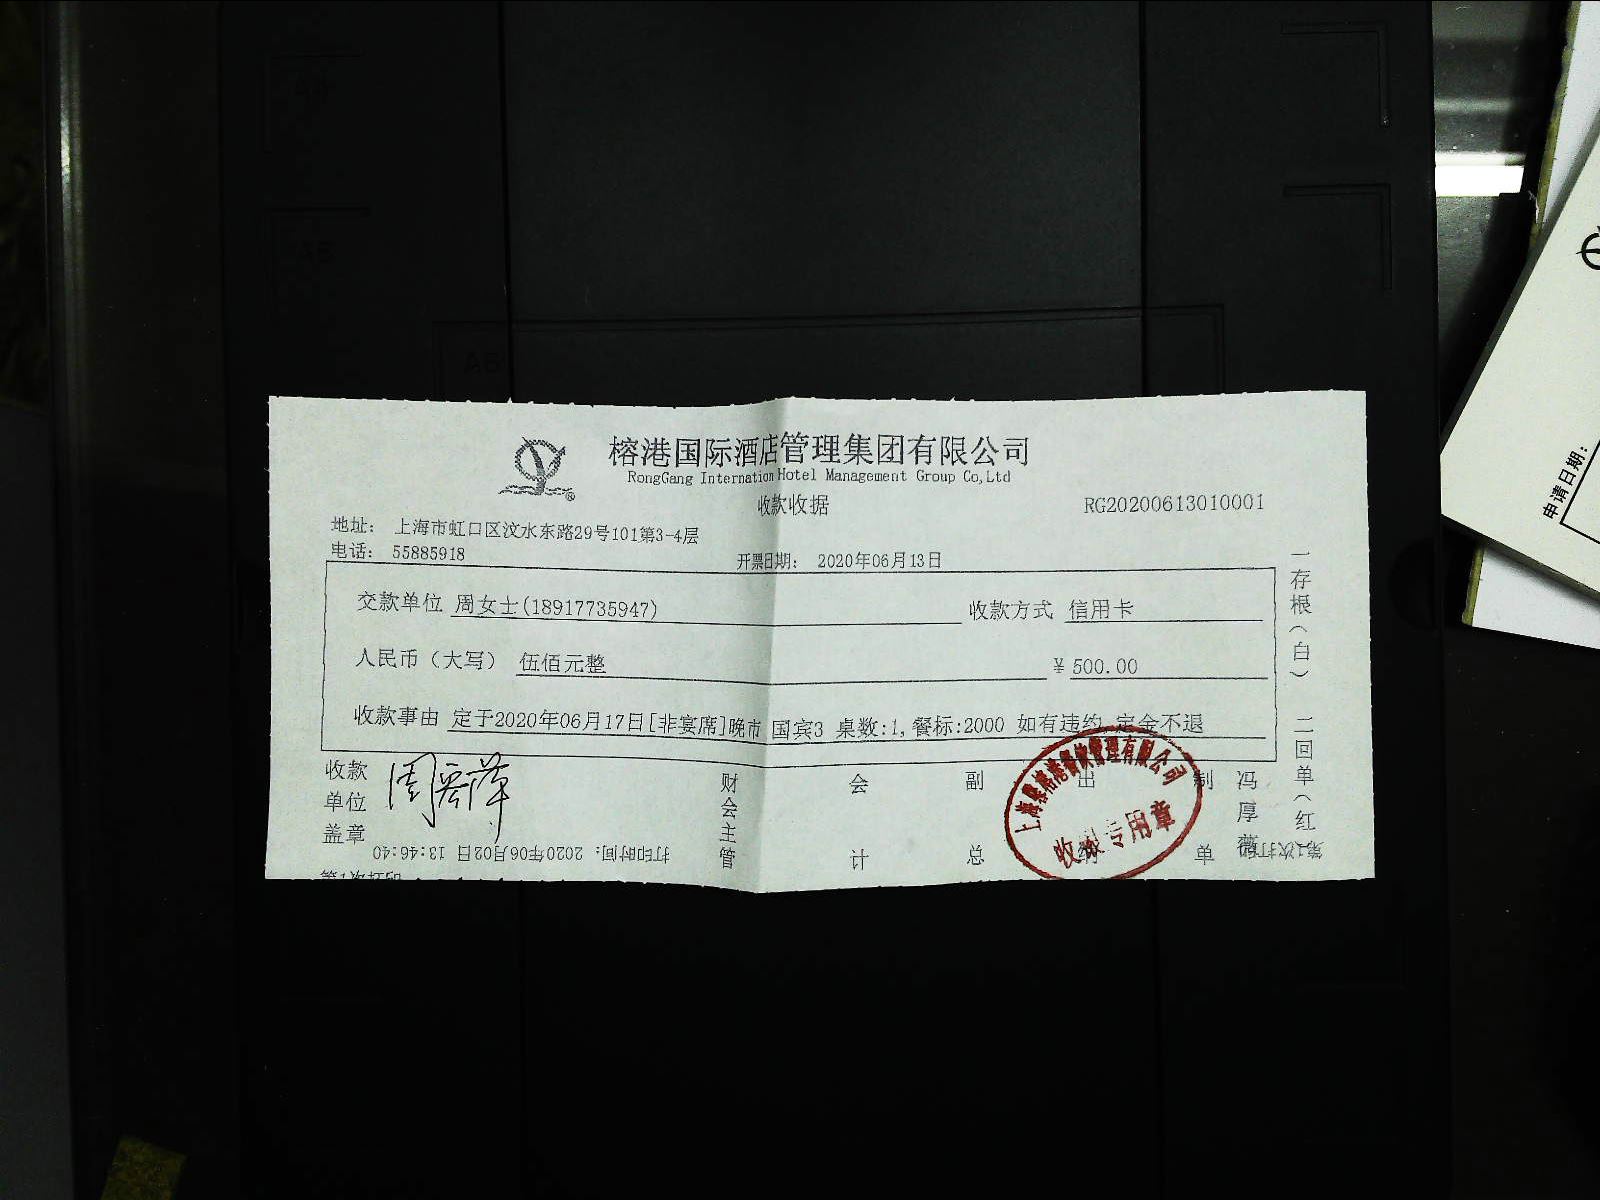 榕港国际酒店管理集团有限公司
RongGang Internation Hotel Management Group Co,Ltd
收款收据
RG20200613010001
地址： 上海市虹口区汶水东路29号101第3-4层
电话： 55885918
开票日期： 2020年06月13日
交款单位 周女士(18917735947) 收款方式 信用卡
人民币（大写） 伍佰元整 ¥500.00
收款事由 定于2020年06月17日[非宴席]晚市 国宾3 桌数:1,餐标:2000 如有违约,定金不退
收款单位盖章
财会主管
会计
副总
出纳
制单
冯厚薇
一存根（白） 二回单（红）
收款专用章
打印时间: 2020年06月02日 13:46:40
申请日期: